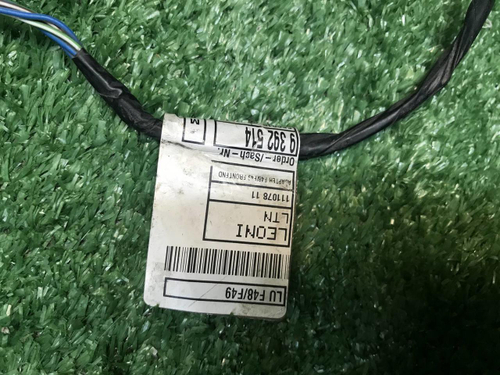 9 392 514
Order-/Sach-Nr.
111078 11
LEONI
LTN
LU F48/F49